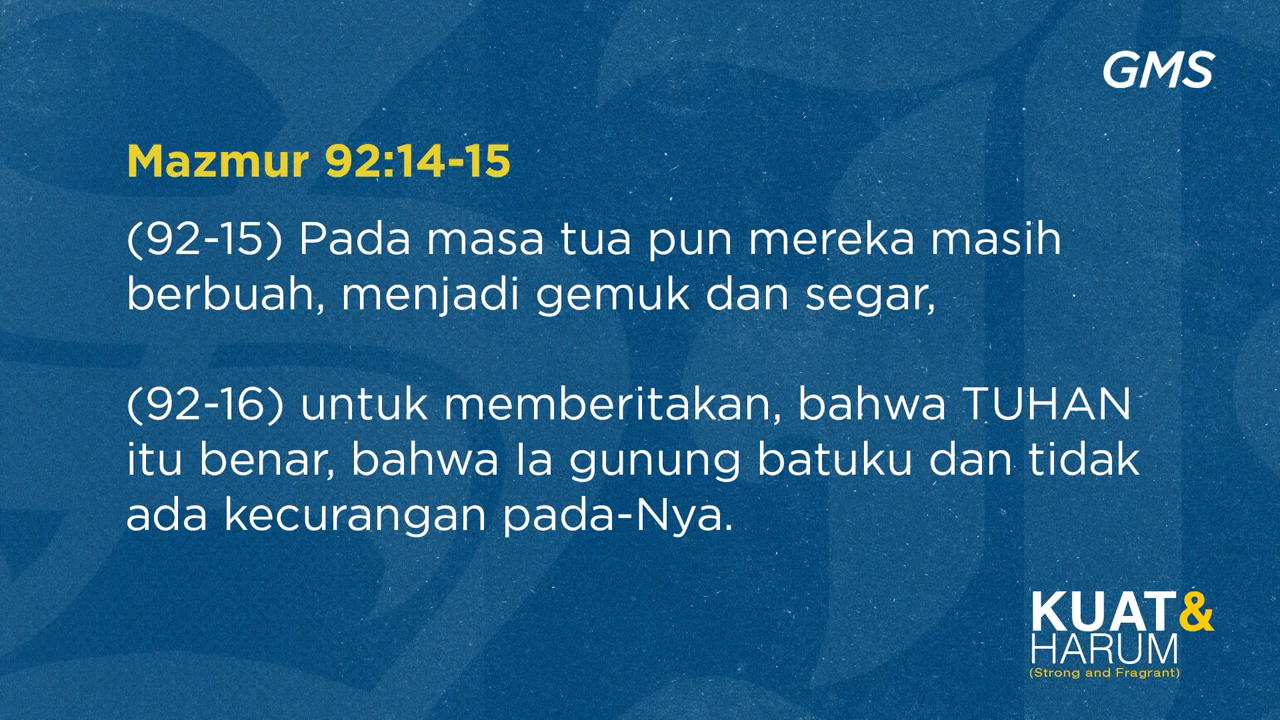 GMS
Mazmur 92:14-15
(92-15) Pada masa tua pun mereka masih
berbuah, menjadi gemuk dan segar,
(92-16) untuk memberitakan, bahwa TUHAN
itu benar, bahwa Ia gunung batuku dan tidak
ada kecurangan pada-Nya.
KUAT&
HARUM
(Strong and Fragrant)